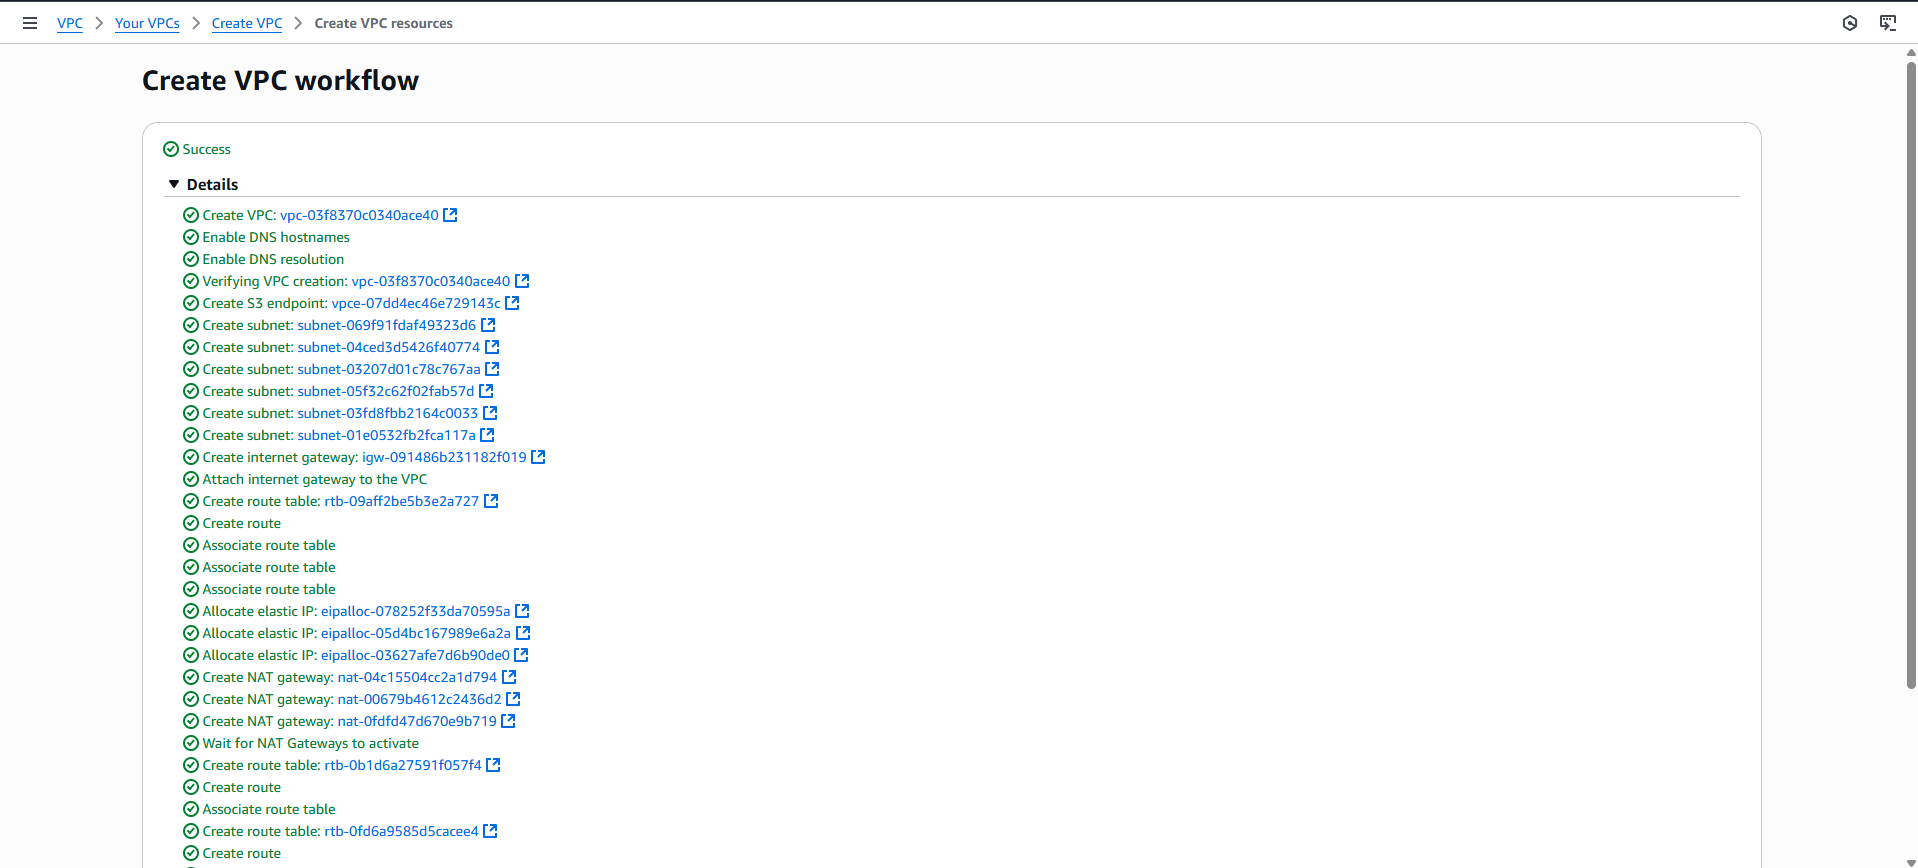 VPC > Your VPCs > Create VPC > Create VPC resources
Create VPC workflow
Success
Details
Create VPC: vpc-03f8370c0340ace40
Enable DNS hostnames
Enable DNS resolution
Verifying VPC creation: vpc-03f8370c0340ace40
Create S3 endpoint: vpce-07dd4ec46e729143c
Create subnet: subnet-069f91fdaf49323d6
Create subnet: subnet-04ced3d5426f40774
Create subnet: subnet-03207d01c78c767aa
Create subnet: subnet-05f32c62f02fab57d
Create subnet: subnet-03fd8fbb2164c0033
Create subnet: subnet-01e0532fb2fca117a
Create internet gateway: igw-091486b231182f019
Attach internet gateway to the VPC
Create route table: rtb-09aff2be5b3e2a727
Create route
Associate route table
Associate route table
Associate route table
Allocate elastic IP: eipalloc-078252f33da70595a
Allocate elastic IP: eipalloc-05d4bc167989e6a2a
Allocate elastic IP: eipalloc-03627afe7d6b90de0
Create NAT gateway: nat-04c15504cc2a1d794
Create NAT gateway: nat-00679b4612c2436d2
Create NAT gateway: nat-0fdfd47d670e9b719
Wait for NAT Gateways to activate
Create route table: rtb-0b1d6a27591f057f4
Create route
Associate route table
Create route table: rtb-0fd6a9585d5cacee4
Create route